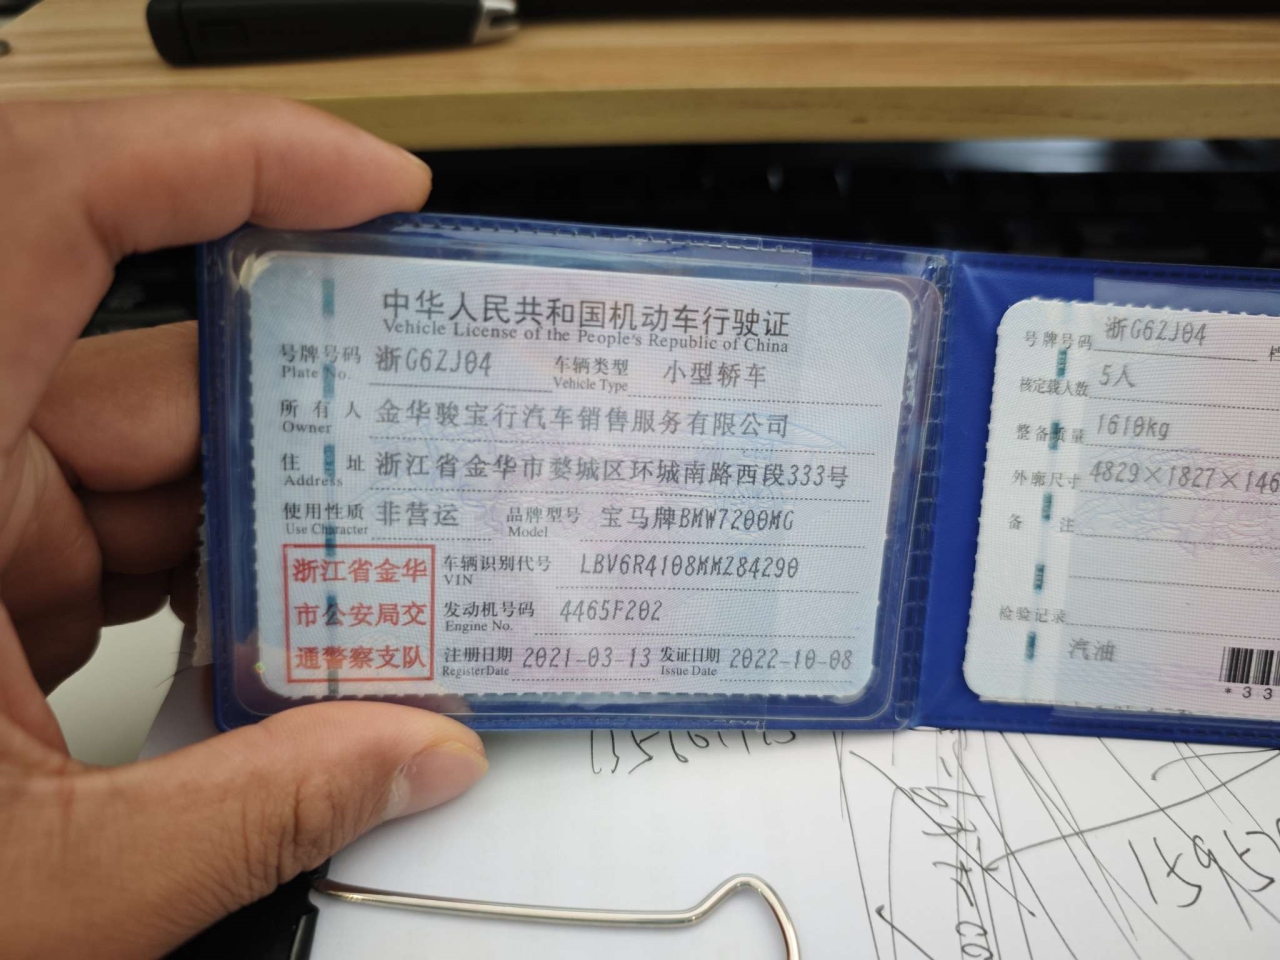 中华人民共和国机动车行驶证
Vehicle License of the People's Republic of China
号牌号码 浙G6ZJ04 车辆类型 小型轿车
Plate No. Vehicle Type
所有人 金华骏宝行汽车销售服务有限公司
Owner
住址 浙江省金华市婺城区环城南路西段333号
Address
使用性质 非营运 品牌型号 宝马牌BMW7200MG
Use Character Model
浙江省金华
市公安局交
通警察支队
车辆识别代号 LBV6R4108MMZ84290
VIN
发动机号码 4465F202
Engine No.
注册日期 2021-03-13 发证日期 2022-10-08
Register Date Issue Date
号牌号码 浙G6ZJ04
核定载人数 5人
整备质量 1610kg
外廓尺寸 4829×1827×146
备注
检验记录
汽油
*33